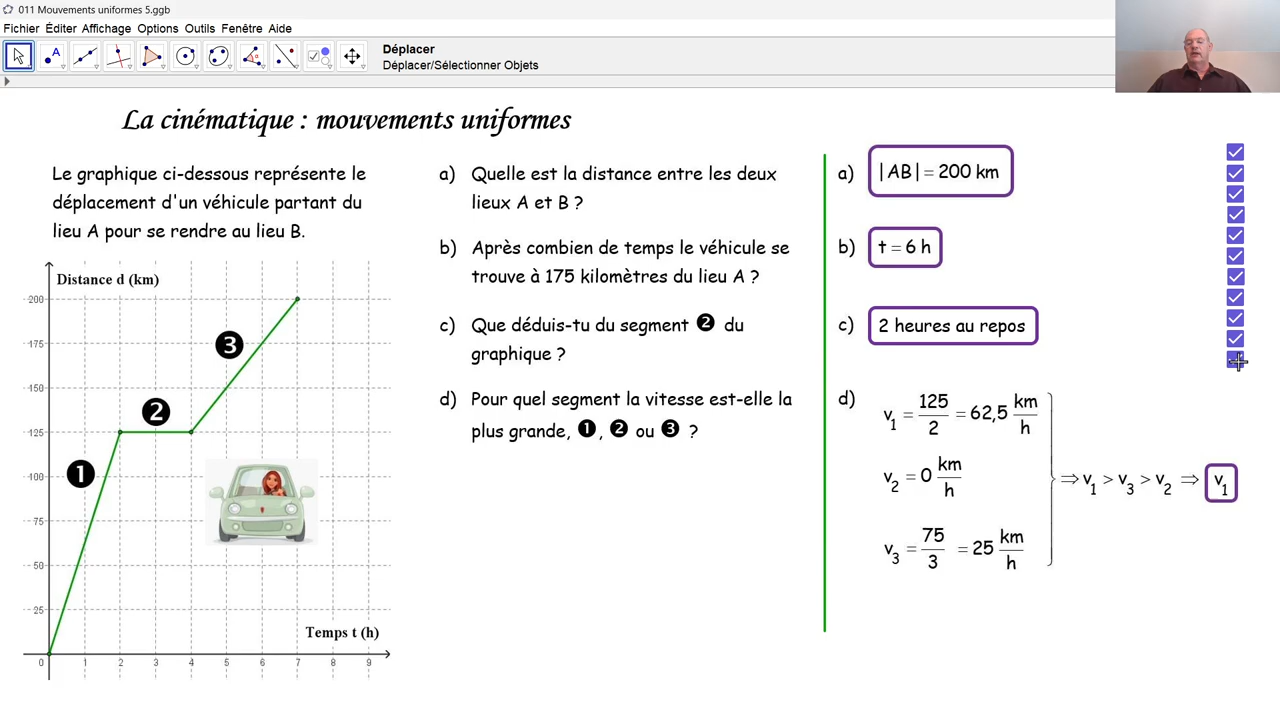 011 Mouvements uniformes 5.ggb
Fichier Éditer Affichage Options Outils Fenêtre Aide
Déplacer
Déplacer/Sélectionner Objets
La cinématique : mouvements uniformes
Le graphique ci-dessous représente le
déplacement d'un véhicule partant du
lieu A pour se rendre au lieu B.
Distance d (km)
200
175
150
125
100
75
50
25
0 1 2 3 4 5 6 7 8 9
Temps t (h)
❶
❷
❸
a) Quelle est la distance entre les deux
lieux A et B ?
b) Après combien de temps le véhicule se
trouve à 175 kilomètres du lieu A ?
c) Que déduis-tu du segment ❷ du
graphique ?
d) Pour quel segment la vitesse est-elle la
plus grande, ❶, ❷ ou ❸ ?
a) |AB| = 200 km
b) t = 6 h
c) 2 heures au repos
d) v₁ = 125/2 = 62,5 km/h
v₂ = 0 km/h
v₃ = 75/3 = 25 km/h
⇒ v₁ > v₃ > v₂ ⇒ v₁